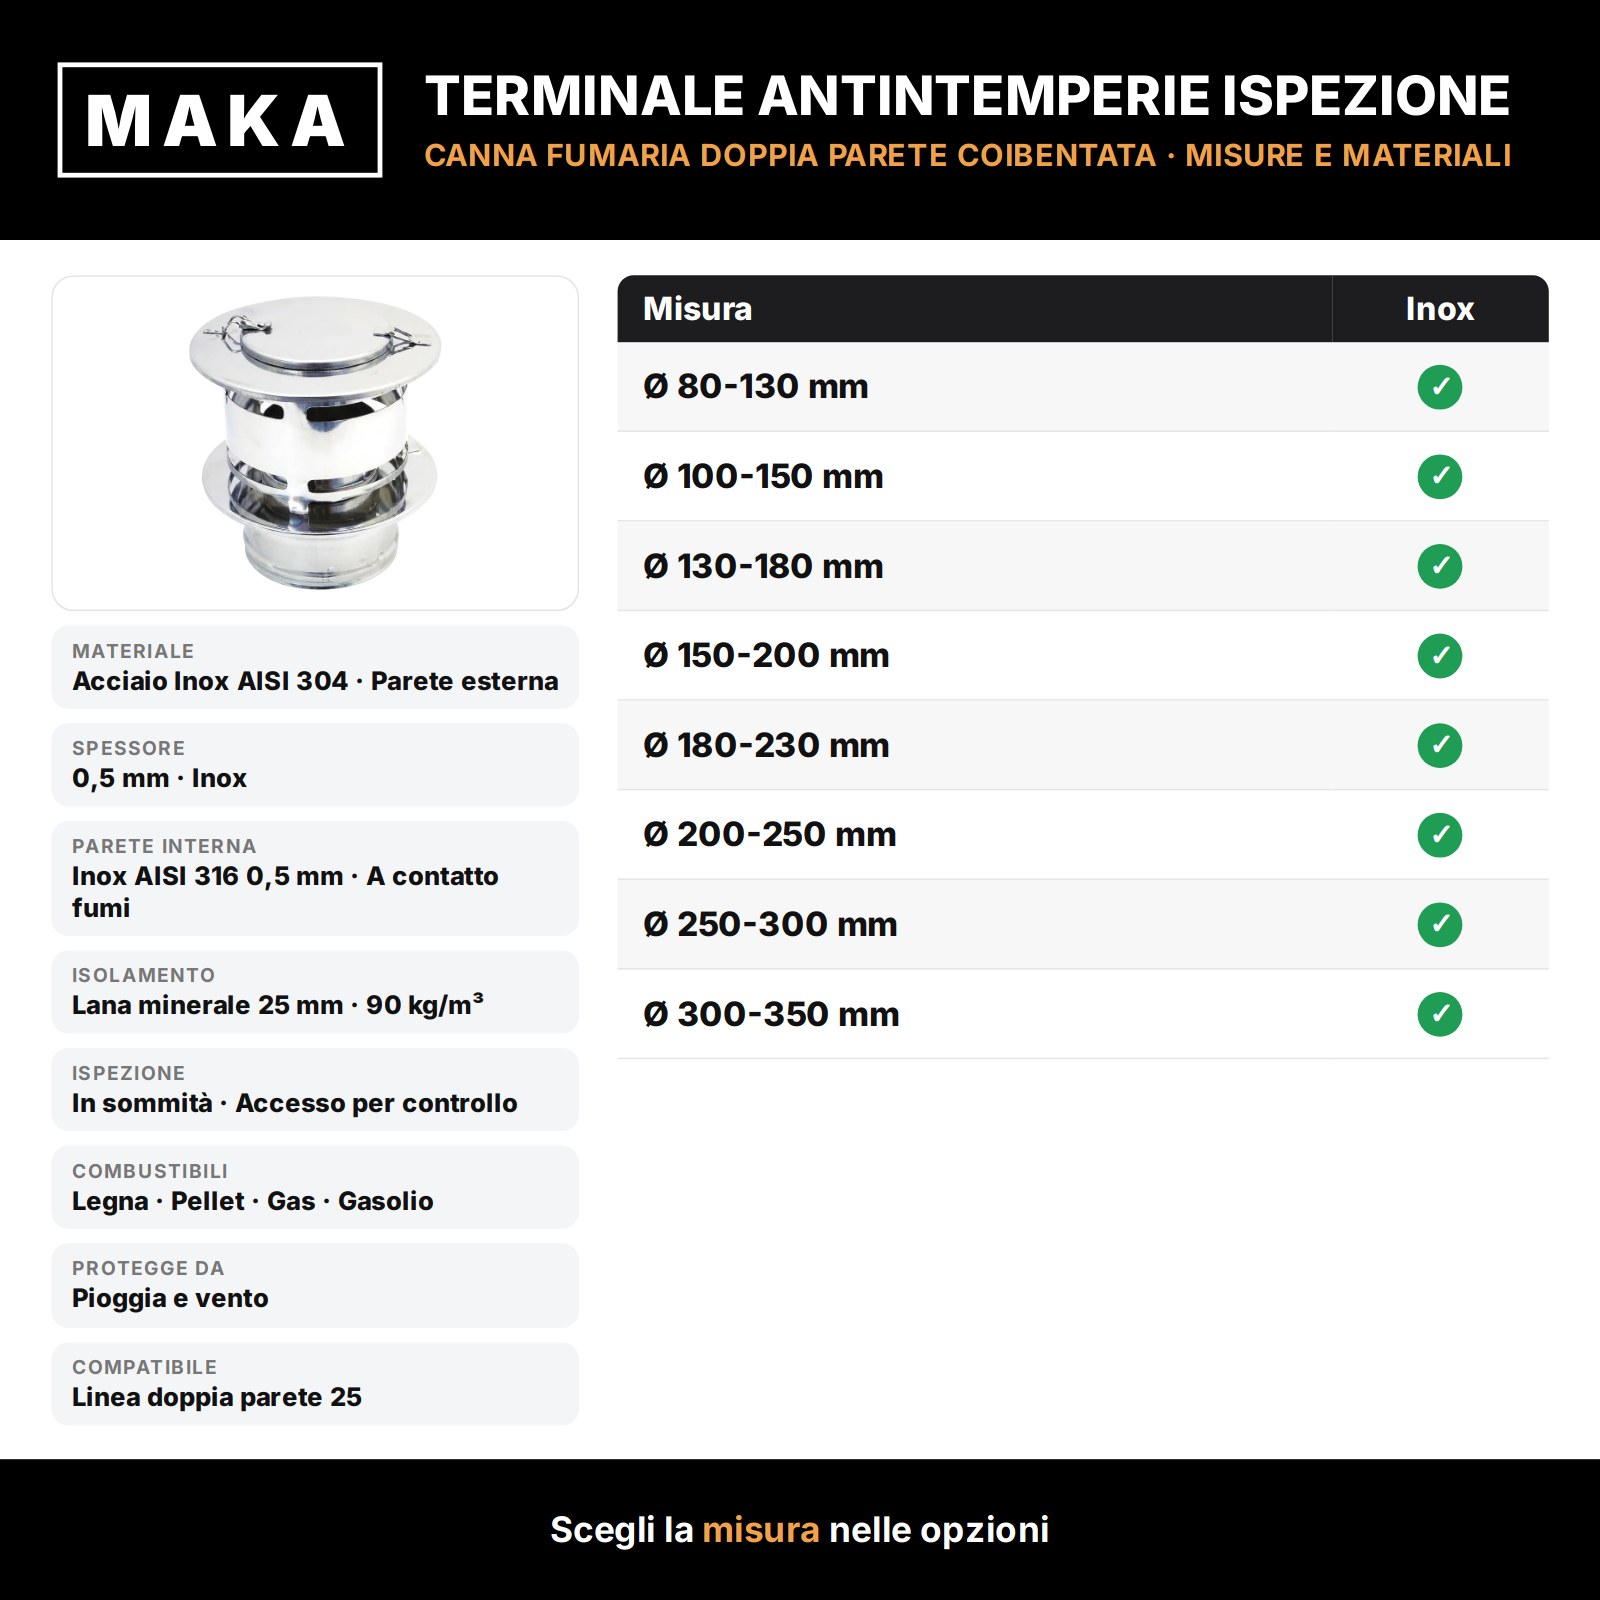 MAKA
TERMINALE ANTINTEMPERIE ISPEZIONE
CANNA FUMARIA DOPPIA PARETE COIBENTATA · MISURE E MATERIALI
MATERIALE
Acciaio Inox AISI 304 · Parete esterna
SPESSORE
0,5 mm · Inox
PARETE INTERNA
Inox AISI 316 0,5 mm · A contatto
fumi
ISOLAMENTO
Lana minerale 25 mm · 90 kg/m³
ISPEZIONE
In sommità · Accesso per controllo
COMBUSTIBILI
Legna · Pellet · Gas · Gasolio
PROTEGGE DA
Pioggia e vento
COMPATIBILE
Linea doppia parete 25
Misura Inox
Ø 80-130 mm ✓
Ø 100-150 mm ✓
Ø 130-180 mm ✓
Ø 150-200 mm ✓
Ø 180-230 mm ✓
Ø 200-250 mm ✓
Ø 250-300 mm ✓
Ø 300-350 mm ✓
Scegli la misura nelle opzioni